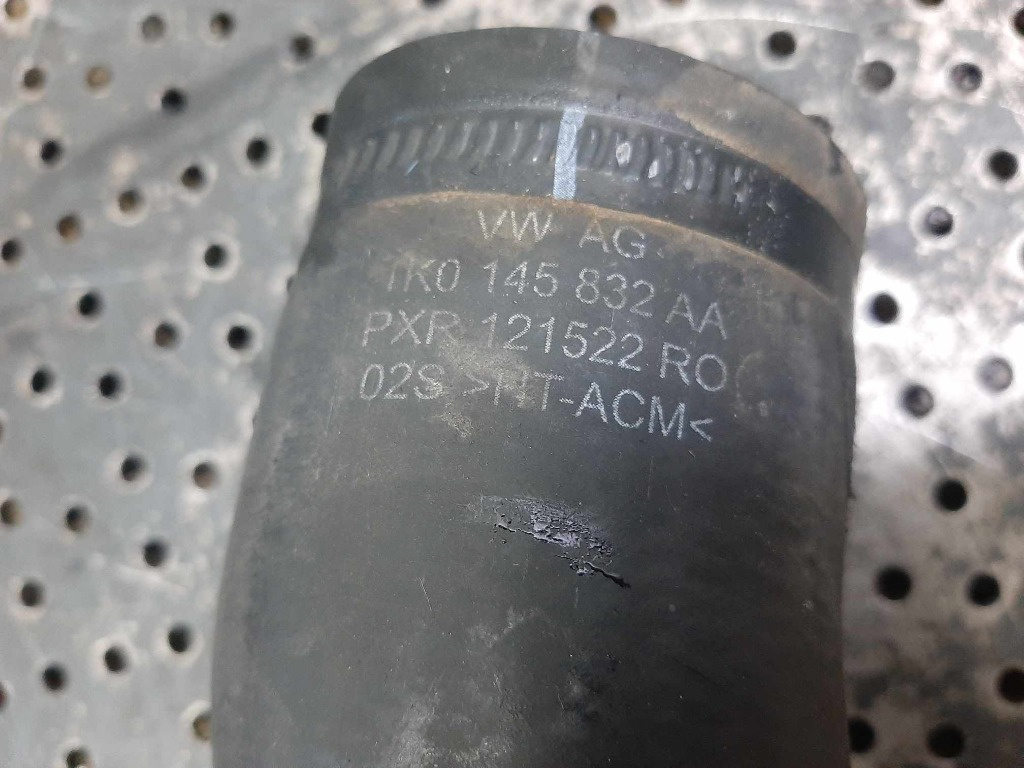 VW AG
1K0 145 832 AA
PXR 121522 RO
02S >HT-ACM<